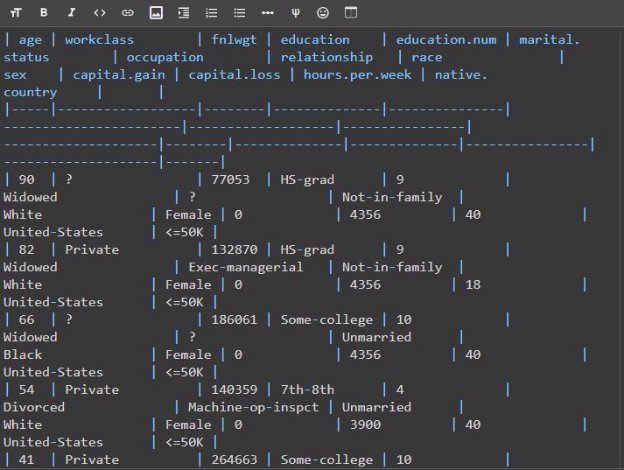 | age | workclass | fnlwgt | education | education.num | marital.
status | occupation | relationship | race |
sex | capital.gain | capital.loss | hours.per.week | native.
country | |
|-----|------------------|--------|--------------|---------------|
-----------------------|-------------------|----------------|
--------------------|--------|--------------|--------------|----------------|
--------------------|-------|
| 90 | ? | 77053 | HS-grad | 9 |
Widowed | ? | Not-in-family |
White | Female | 0 | 4356 | 40 |
United-States | <=50K |
| 82 | Private | 132870 | HS-grad | 9 |
Widowed | Exec-managerial | Not-in-family |
White | Female | 0 | 4356 | 18 |
United-States | <=50K |
| 66 | ? | 186061 | Some-college | 10 |
Widowed | ? | Unmarried |
Black | Female | 0 | 4356 | 40 |
United-States | <=50K |
| 54 | Private | 140359 | 7th-8th | 4 |
Divorced | Machine-op-inspct | Unmarried |
White | Female | 0 | 3900 | 40 |
United-States | <=50K |
| 41 | Private | 264663 | Some-college | 10 |